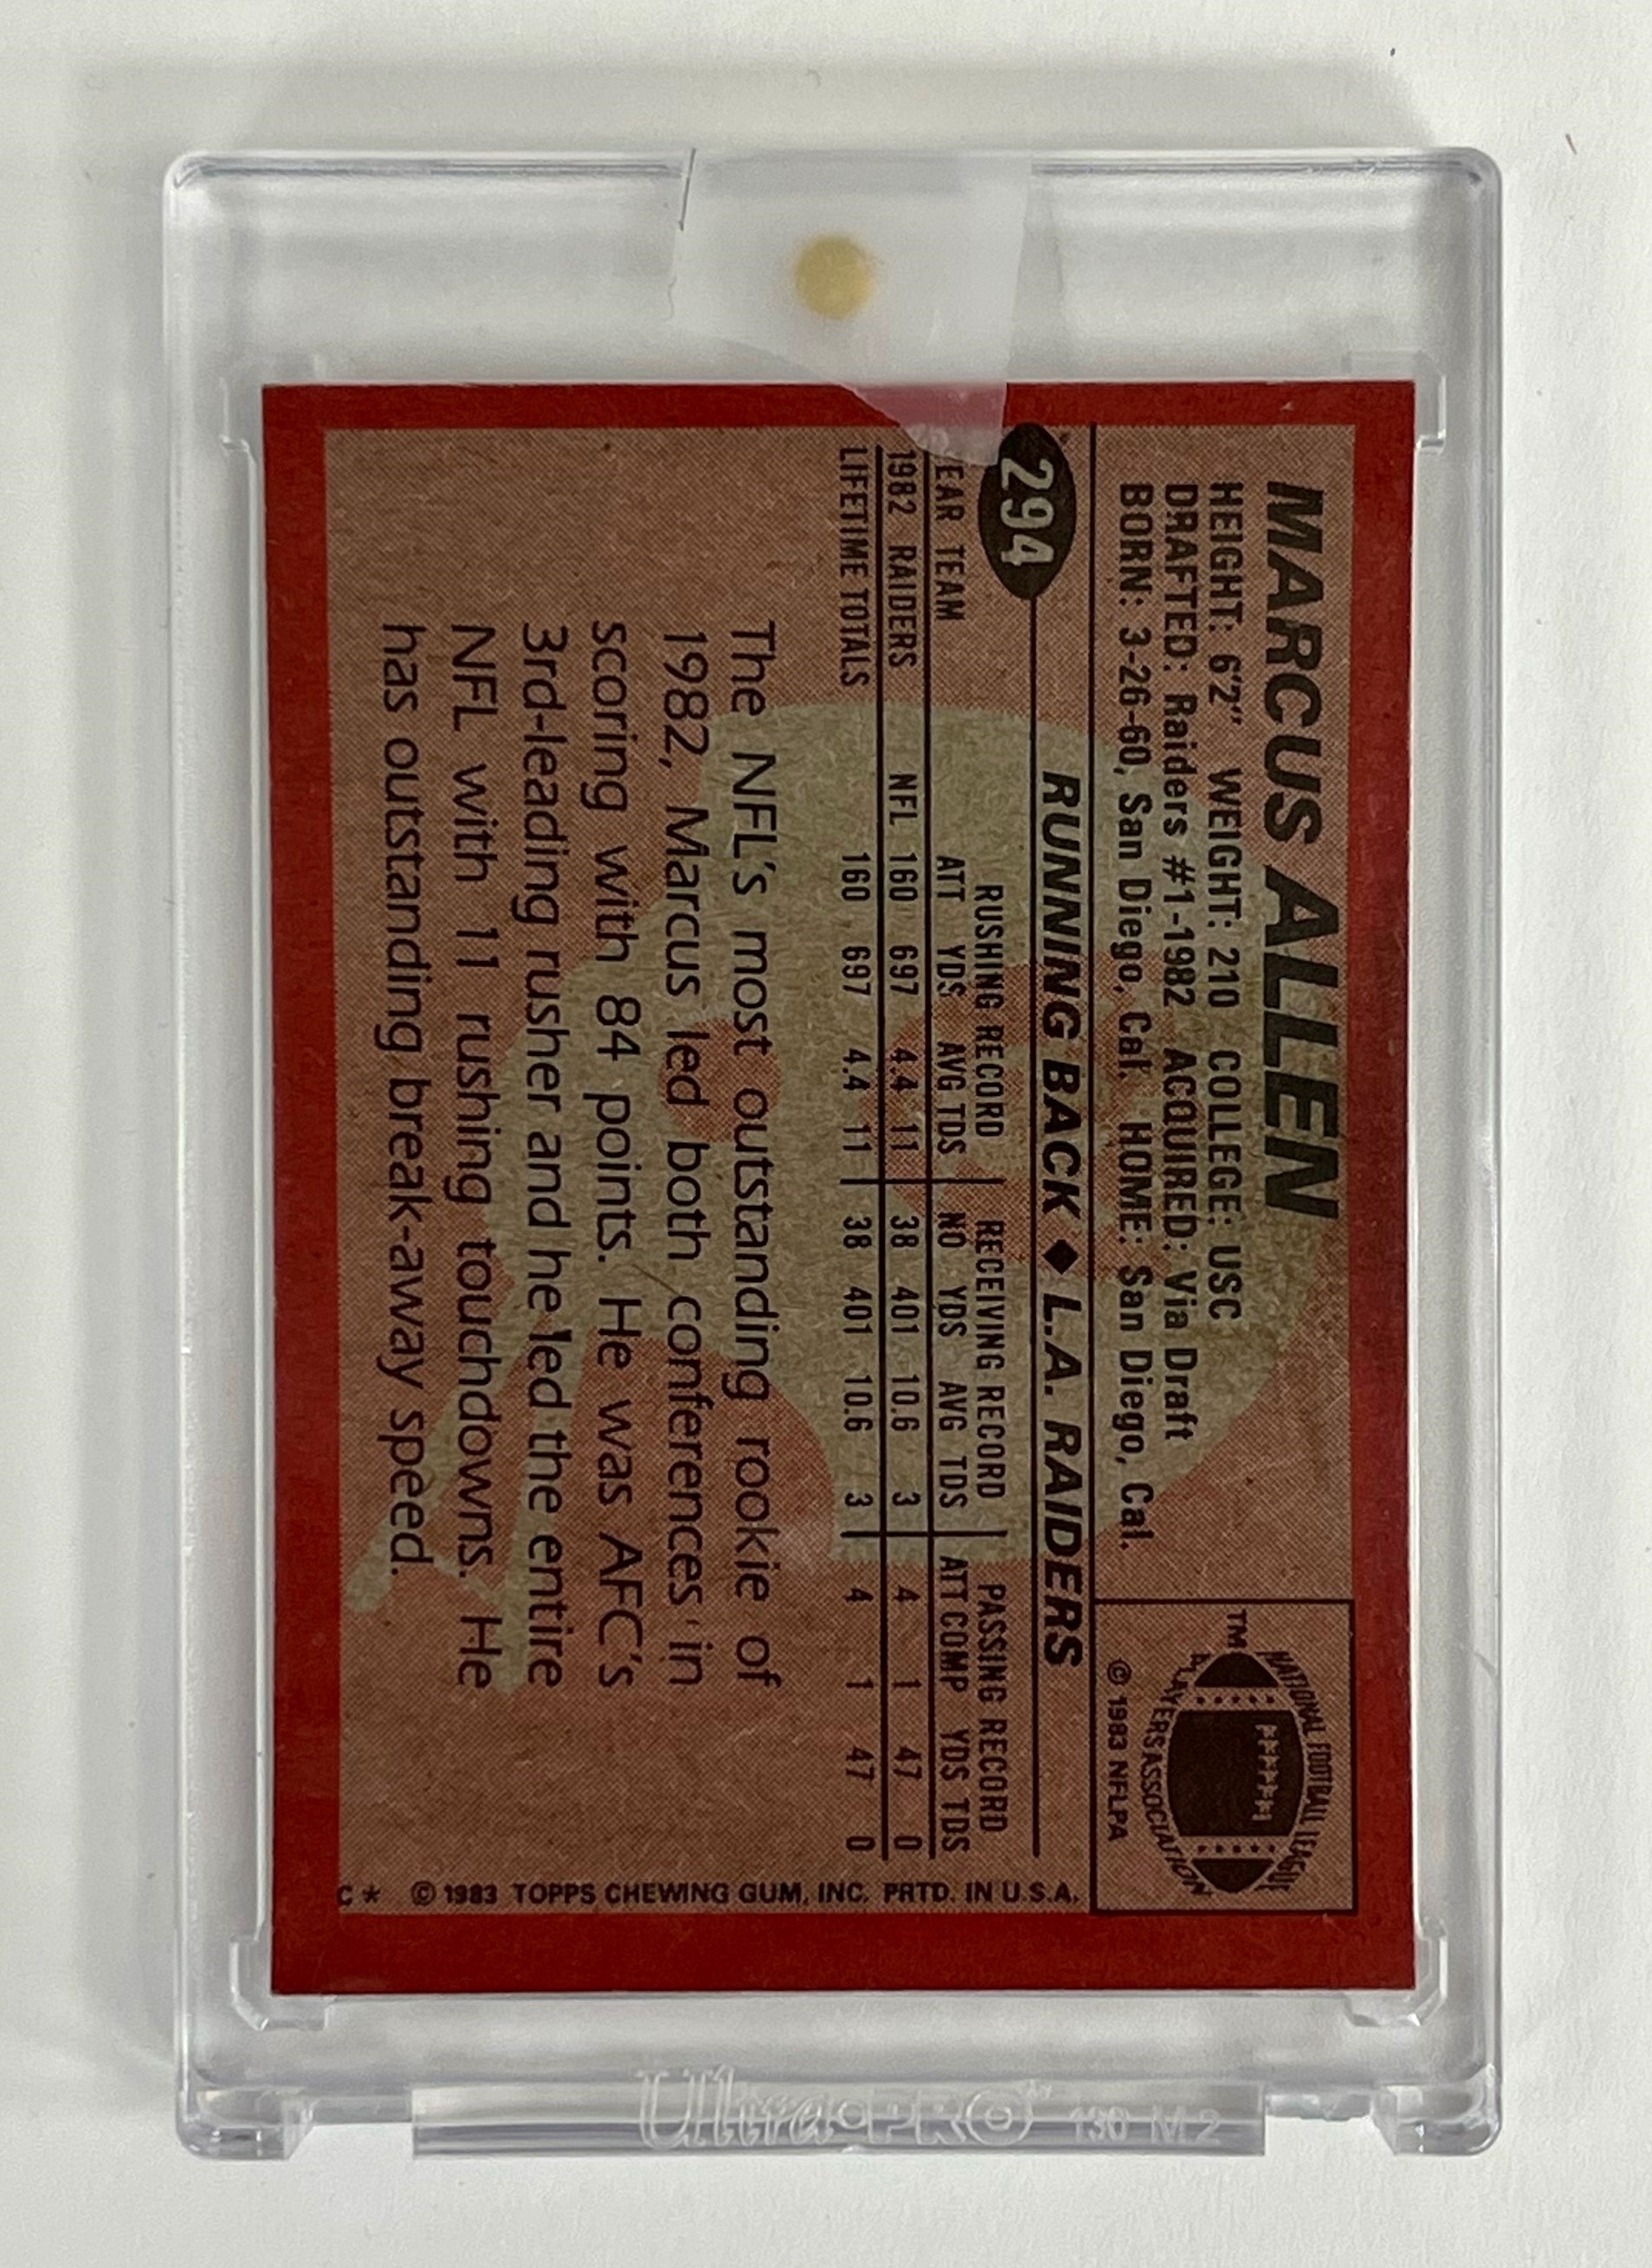 MARCUS ALLEN
HEIGHT: 6'2" WEIGHT: 210 COLLEGE: USC
DRAFTED: Raiders #1-1982 ACQUIRED: Via Draft
BORN: 3-26-60, San Diego, Cal. HOME: San Diego, Cal.
TM
NATIONAL FOOTBALL LEAGUE
PLAYERS ASSOCIATION
© 1983 NFLPA
294
RUNNING BACK ♦ L.A. RAIDERS
RUSHING RECORD RECEIVING RECORD PASSING RECORD
EAR TEAM ATT YDS AVG TDS NO YDS AVG TDS ATT COMP YDS TDS
1982 RAIDERS NFL 160 697 4.4 11 38 401 10.6 3 4 1 47 0
LIFETIME TOTALS 160 697 4.4 11 38 401 10.6 3 4 1 47 0
The NFL's most outstanding rookie of
1982, Marcus led both conferences in
scoring with 84 points. He was AFC's
3rd-leading rusher and he led the entire
NFL with 11 rushing touchdowns. He
has outstanding break-away speed.
C* © 1983 TOPPS CHEWING GUM, INC. PRTD. IN U.S.A.
Ultra•PRO 130 M2